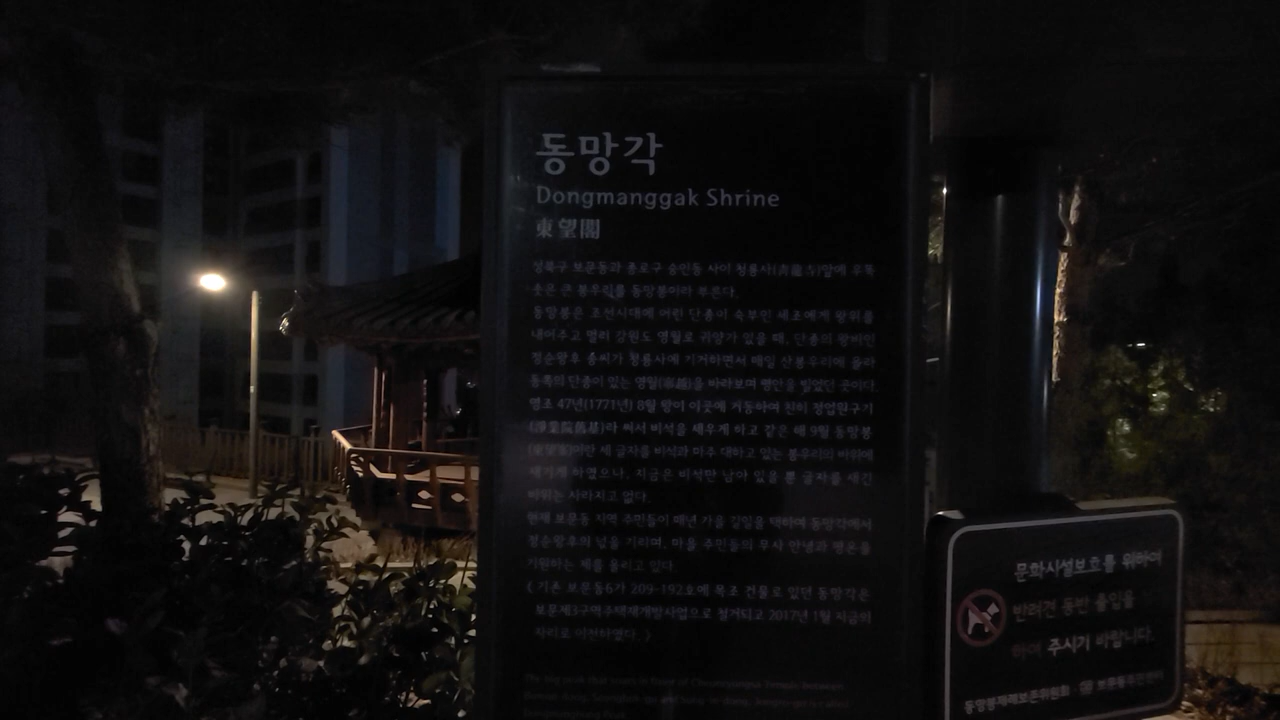 동망각
Dongmanggak Shrine
東望閣
성북구 보문동과 종로구 숭인동 사이 청룡사(青龍寺)앞에 우뚝
솟은 큰 봉우리를 동망봉이라 부른다.
동망봉은 조선시대에 어린 단종이 숙부인 세조에게 왕위를
내어주고 멀리 강원도 영월로 귀양가 있을 때, 단종의 왕비인
정순왕후 송씨가 청룡사에 기거하면서 매일 산봉우리에 올라
동쪽의 단종이 있는 영월(寧越)을 바라보며 평안을 빌었던 곳이다
영조 47년(1771년) 8월 왕이 이곳에 거동하여 친히 정업원구기
(淨業院舊基)라 써서 비석을 세우게 하고 같은 해 9월 동망봉
(東望峯)이란 세 글자를 비석과 마주 대하고 있는 봉우리의 바위에
새기게 하였으나, 지금은 비석만 남아 있을 뿐 글자를 새긴
바위는 사라지고 없다.
현재 보문동 지역 주민들이 매년 가을 길일을 택하여 동망각에서
정순왕후의 넋을 기리며, 마을 주민들의 무사 안녕과 평온을
기원하는 제를 올리고 있다.
( 기존 보문동6가 209-192호에 목조 건물로 있던 동망각은
보문제3구역주택재개발사업으로 철거되고 2017년 1월 지금의
자리로 이전하였다. )
문화시설보호를 위하여
반려견 동반 출입을
하여 주시기 바랍니다.
동망봉제례보존위원회